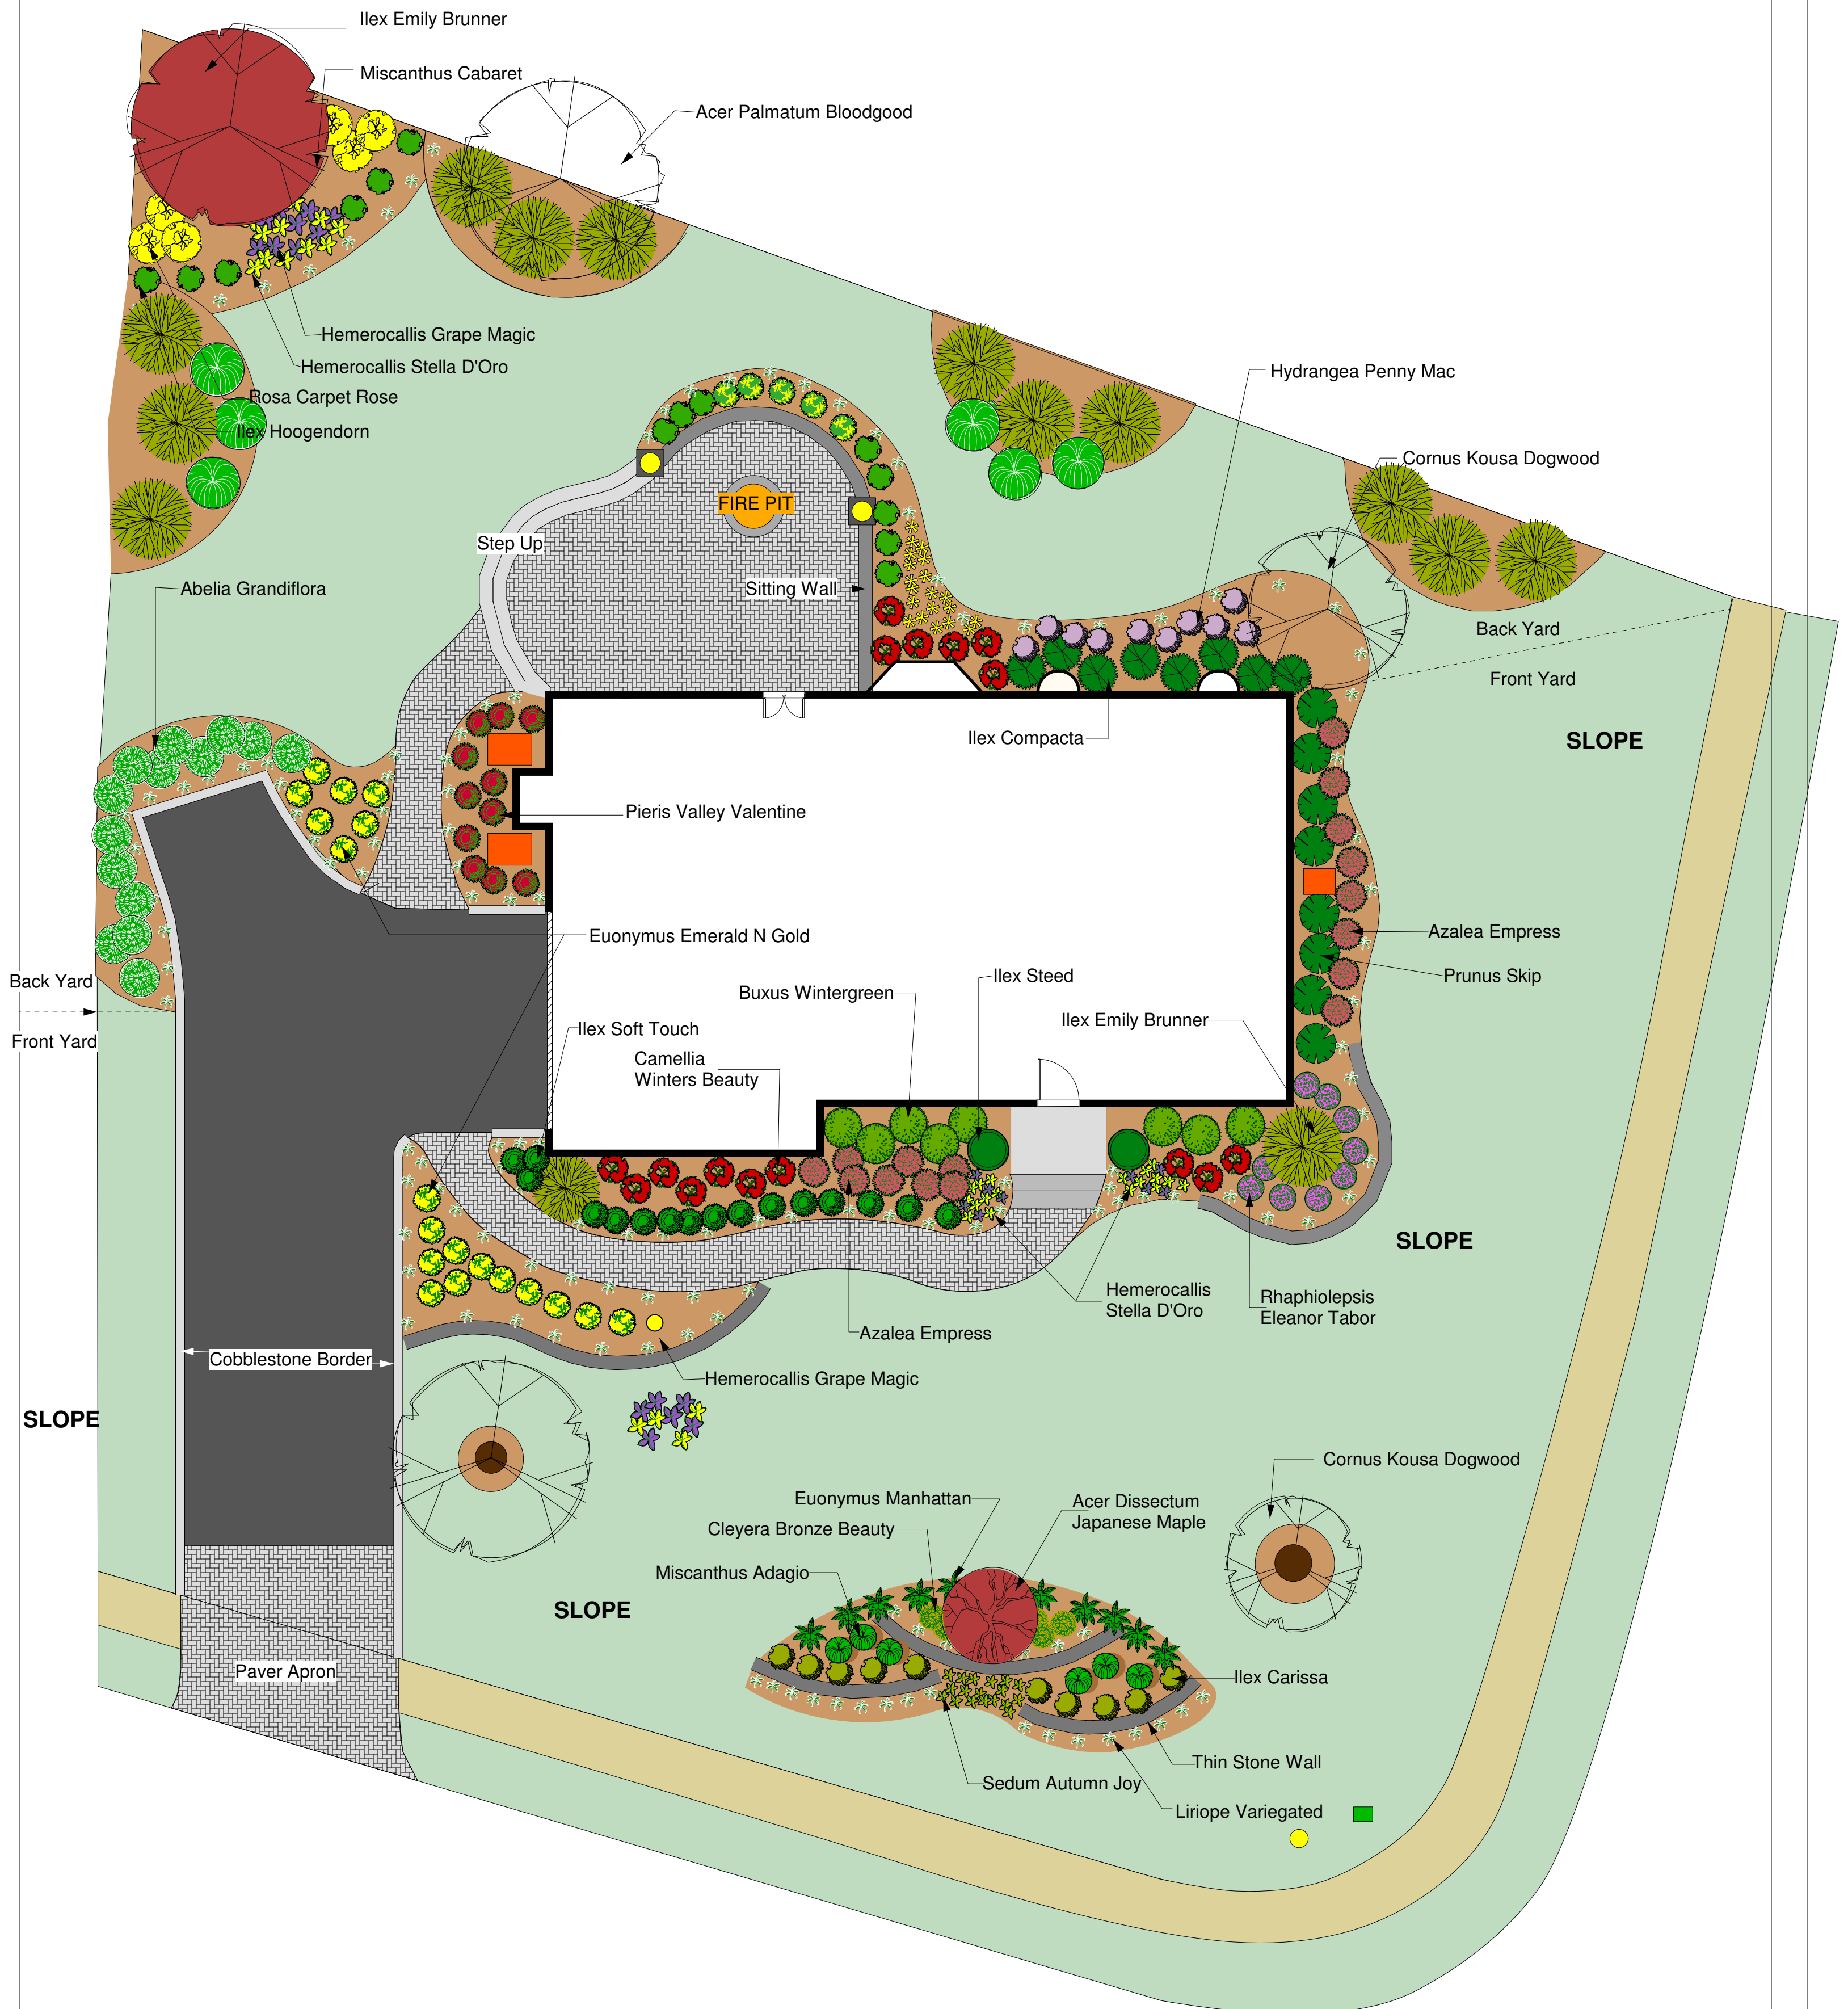 Ilex Emily Brunner
Miscanthus Cabaret
Acer Palmatum Bloodgood
Hemerocallis Grape Magic
Hemerocallis Stella D'Oro
Rosa Carpet Rose
Ilex Hoogendorn
Hydrangea Penny Mac
Cornus Kousa Dogwood
FIRE PIT
Step Up
Sitting Wall
Abelia Grandiflora
Back Yard
Front Yard
Ilex Compacta
SLOPE
Pieris Valley Valentine
Euonymus Emerald N Gold
Azalea Empress
Prunus Skip
Ilex Steed
Buxus Wintergreen
Ilex Emily Brunner
Back Yard
Front Yard
Ilex Soft Touch
Camellia
Winters Beauty
SLOPE
Hemerocallis
Stella D'Oro
Rhaphiolepsis
Eleanor Tabor
Azalea Empress
Cobblestone Border
Hemerocallis Grape Magic
SLOPE
Cornus Kousa Dogwood
Euonymus Manhattan
Acer Dissectum
Japanese Maple
Cleyera Bronze Beauty
Miscanthus Adagio
SLOPE
Paver Apron
Ilex Carissa
Thin Stone Wall
Sedum Autumn Joy
Liriope Variegated